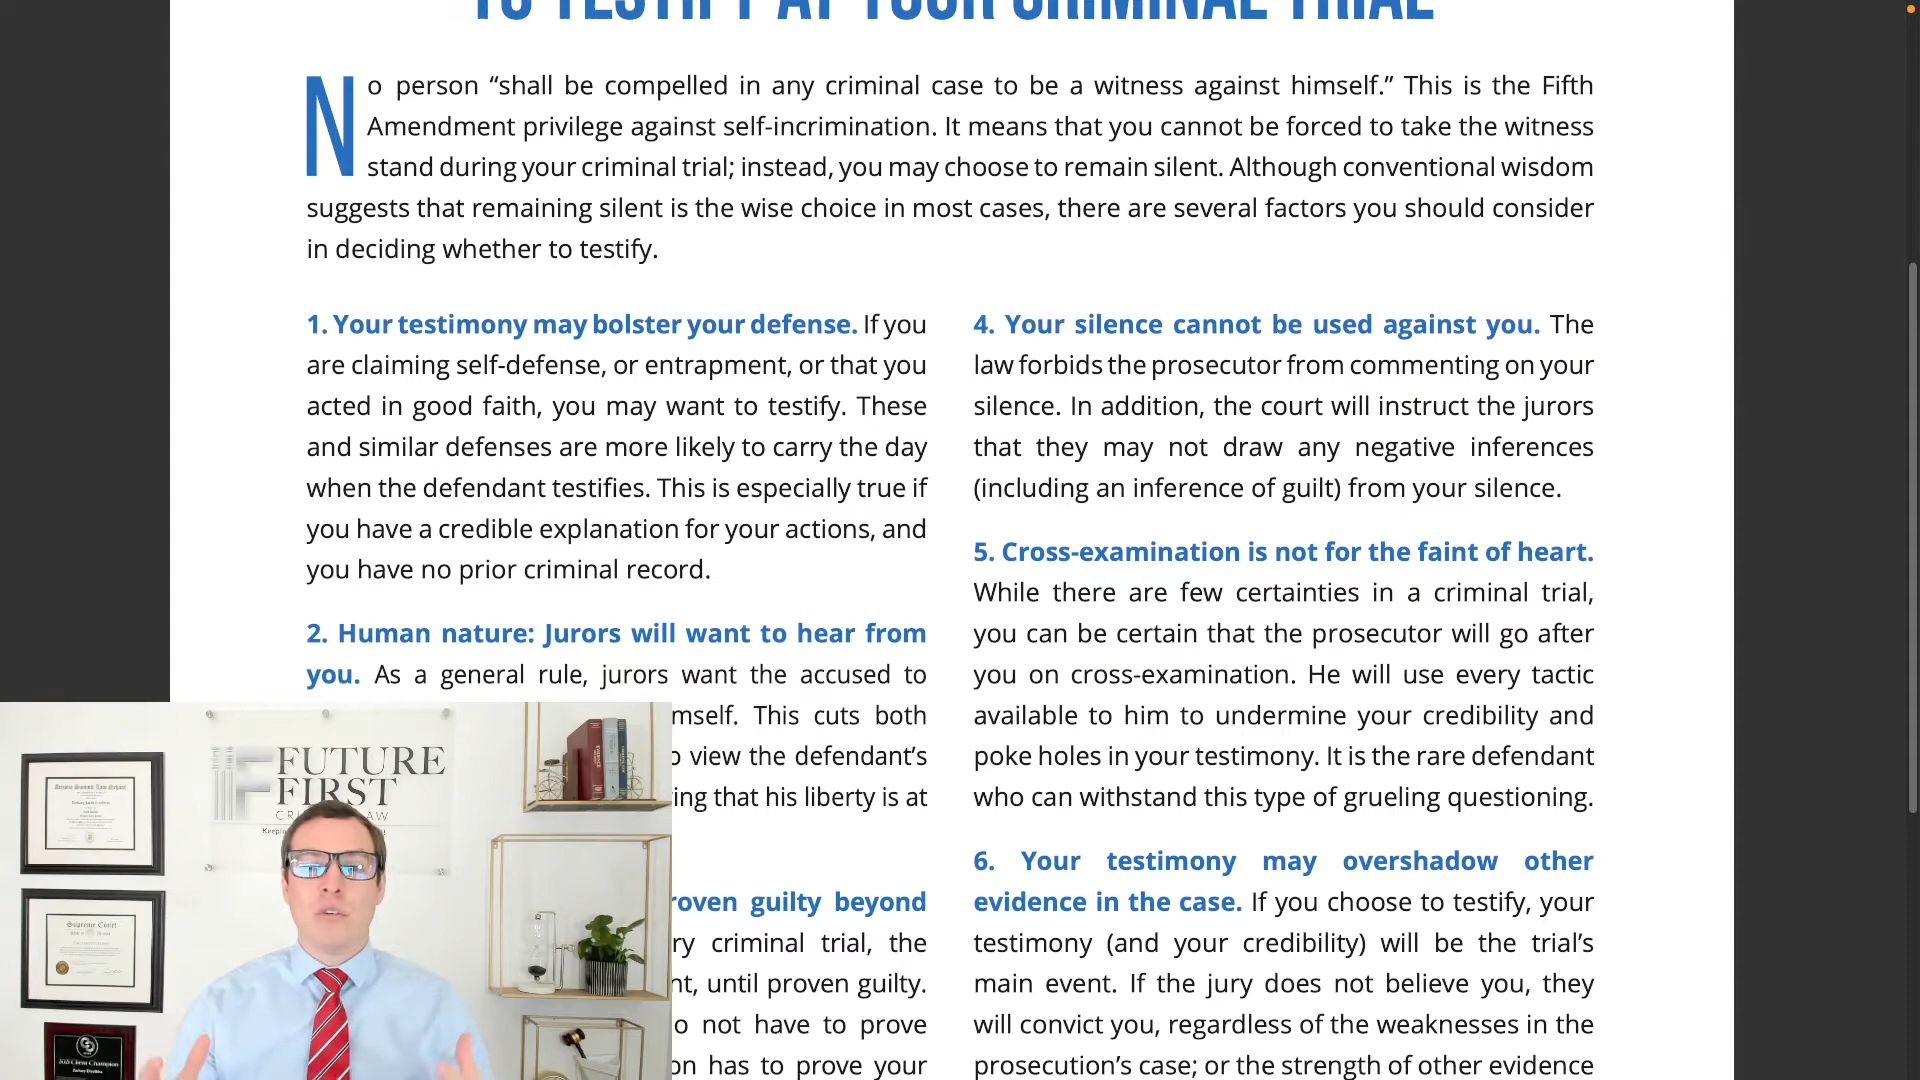 TO TESTIFY AT YOUR CRIMINAL TRIAL
No person “shall be compelled in any criminal case to be a witness against himself.” This is the Fifth
Amendment privilege against self-incrimination. It means that you cannot be forced to take the witness
stand during your criminal trial; instead, you may choose to remain silent. Although conventional wisdom
suggests that remaining silent is the wise choice in most cases, there are several factors you should consider
in deciding whether to testify.
1. Your testimony may bolster your defense. If you
are claiming self-defense, or entrapment, or that you
acted in good faith, you may want to testify. These
and similar defenses are more likely to carry the day
when the defendant testifies. This is especially true if
you have a credible explanation for your actions, and
you have no prior criminal record.
2. Human nature: Jurors will want to hear from
you. As a general rule, jurors want the accused to
mself. This cuts both
view the defendant’s
ing that his liberty is at
roven guilty beyond
ry criminal trial, the
nt, until proven guilty.
o not have to prove
on has to prove your
4. Your silence cannot be used against you. The
law forbids the prosecutor from commenting on your
silence. In addition, the court will instruct the jurors
that they may not draw any negative inferences
(including an inference of guilt) from your silence.
5. Cross-examination is not for the faint of heart.
While there are few certainties in a criminal trial,
you can be certain that the prosecutor will go after
you on cross-examination. He will use every tactic
available to him to undermine your credibility and
poke holes in your testimony. It is the rare defendant
who can withstand this type of grueling questioning.
6. Your testimony may overshadow other
evidence in the case. If you choose to testify, your
testimony (and your credibility) will be the trial’s
main event. If the jury does not believe you, they
will convict you, regardless of the weaknesses in the
prosecution’s case; or the strength of other evidence
FUTURE
FIRST
Arizona Summit Law School
Supreme Court
2021 Client Champion